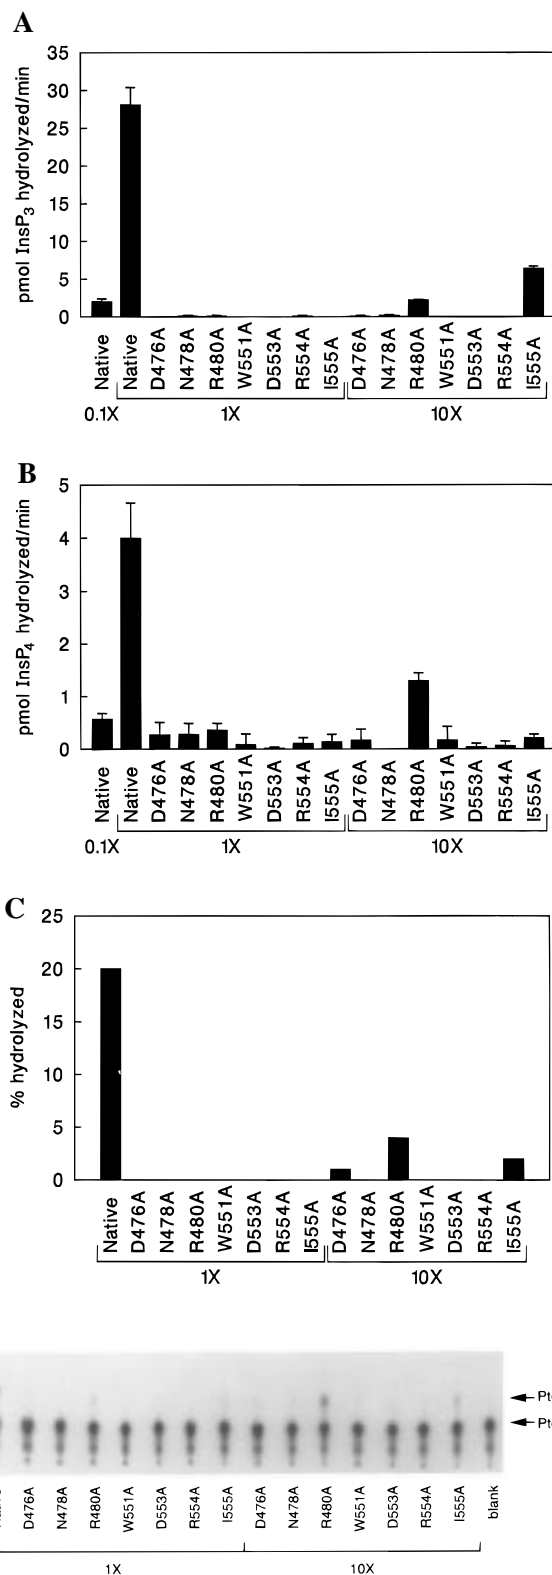 A
35
30
25
20
15
10
5
0
pmol InsP3 hydrolyzed/min
Native Native D476A N478A R480A W551A D553A R554A I555A D476A N478A R480A W551A D553A R554A I555A
0.1X 1X 10X
B
5
4
3
2
1
0
pmol InsP4 hydrolyzed/min
Native Native D476A N478A R480A W551A D553A R554A I555A D476A N478A R480A W551A D553A R554A I555A
0.1X 1X 10X
C
25
20
15
10
5
0
% hydrolyzed
Native D476A N478A R480A W551A D553A R554A I555A D476A N478A R480A W551A D553A R554A I555A
1X 10X
D476A N478A R480A W551A D553A R554A I555A D476A N478A R480A W551A D553A R554A I555A blank
1X 10X